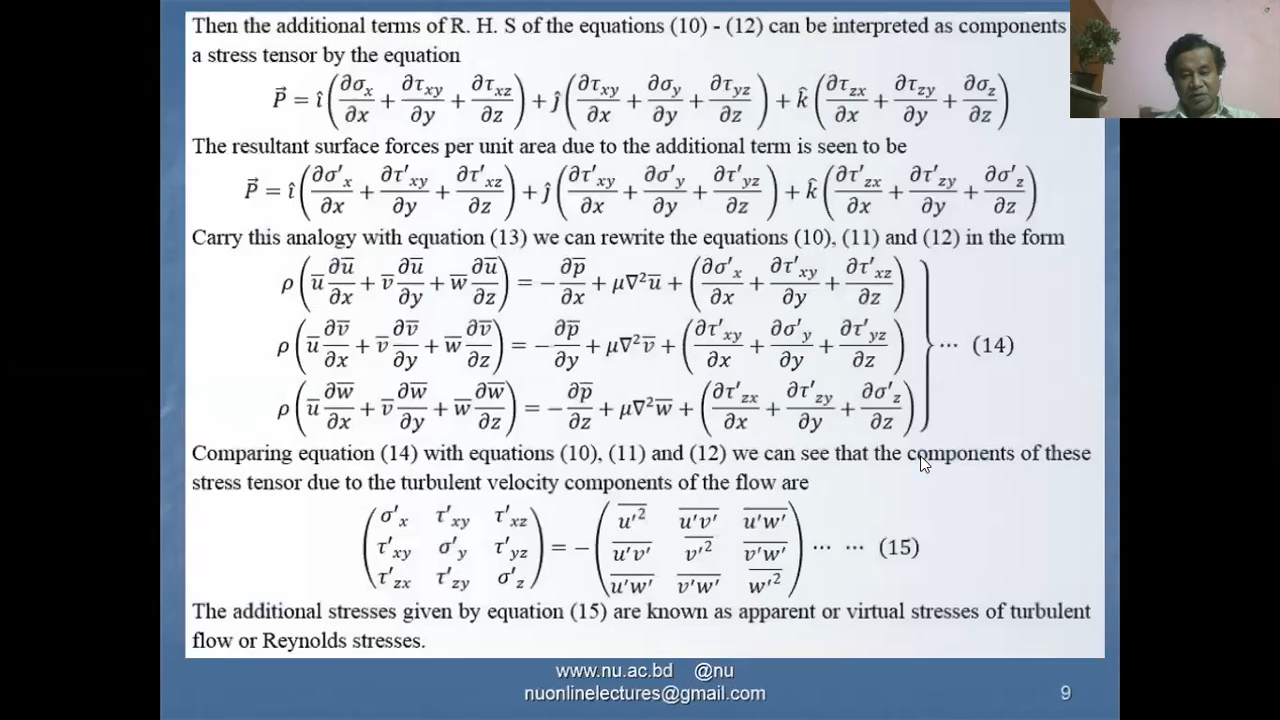 Then the additional terms of R. H. S of the equations (10) - (12) can be interpreted as components
a stress tensor by the equation
P⃗ = î(∂σₓ/∂x + ∂τ_xy/∂y + ∂τ_xz/∂z) + ĵ(∂τ_xy/∂x + ∂σ_y/∂y + ∂τ_yz/∂z) + k̂(∂τ_zx/∂x + ∂τ_zy/∂y + ∂σ_z/∂z)
The resultant surface forces per unit area due to the additional term is seen to be
P⃗ = î(∂σ'ₓ/∂x + ∂τ'_xy/∂y + ∂τ'_xz/∂z) + ĵ(∂τ'_xy/∂x + ∂σ'_y/∂y + ∂τ'_yz/∂z) + k̂(∂τ'_zx/∂x + ∂τ'_zy/∂y + ∂σ'_z/∂z)
Carry this analogy with equation (13) we can rewrite the equations (10), (11) and (12) in the form
ρ(u̅ ∂u̅/∂x + v̅ ∂u̅/∂y + w̅ ∂u̅/∂z) = −∂p̅/∂x + μ∇²u̅ + (∂σ'ₓ/∂x + ∂τ'_xy/∂y + ∂τ'_xz/∂z)
ρ(u̅ ∂v̅/∂x + v̅ ∂v̅/∂y + w̅ ∂v̅/∂z) = −∂p̅/∂y + μ∇²v̅ + (∂τ'_xy/∂x + ∂σ'_y/∂y + ∂τ'_yz/∂z) } ⋯ (14)
ρ(u̅ ∂w̅/∂x + v̅ ∂w̅/∂y + w̅ ∂w̅/∂z) = −∂p̅/∂z + μ∇²w̅ + (∂τ'_zx/∂x + ∂τ'_zy/∂y + ∂σ'_z/∂z)
Comparing equation (14) with equations (10), (11) and (12) we can see that the components of these
stress tensor due to the turbulent velocity components of the flow are
(σ'ₓ τ'_xy τ'_xz) (u'²̅ u'v'̅ u'w'̅)
(τ'_xy σ'_y τ'_yz) = −(u'v'̅ v'²̅ v'w'̅) ⋯ ⋯ (15)
(τ'_zx τ'_zy σ'_z) (u'w'̅ v'w'̅ w'²̅)
The additional stresses given by equation (15) are known as apparent or virtual stresses of turbulent
flow or Reynolds stresses.
www.nu.ac.bd @nu
nuonlinelectures@gmail.com
9